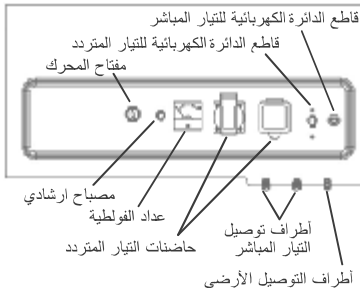 قاطع الدائرة الكهربائية للتيار المباشر
قاطع الدائرة الكهربائية للتيار المتردد
مفتاح المحرك
مصباح ارشادي
عداد الفولطية
حاضنات التيار المتردد
أطراف توصيل
التيار المباشر
أطراف التوصيل الأرضي